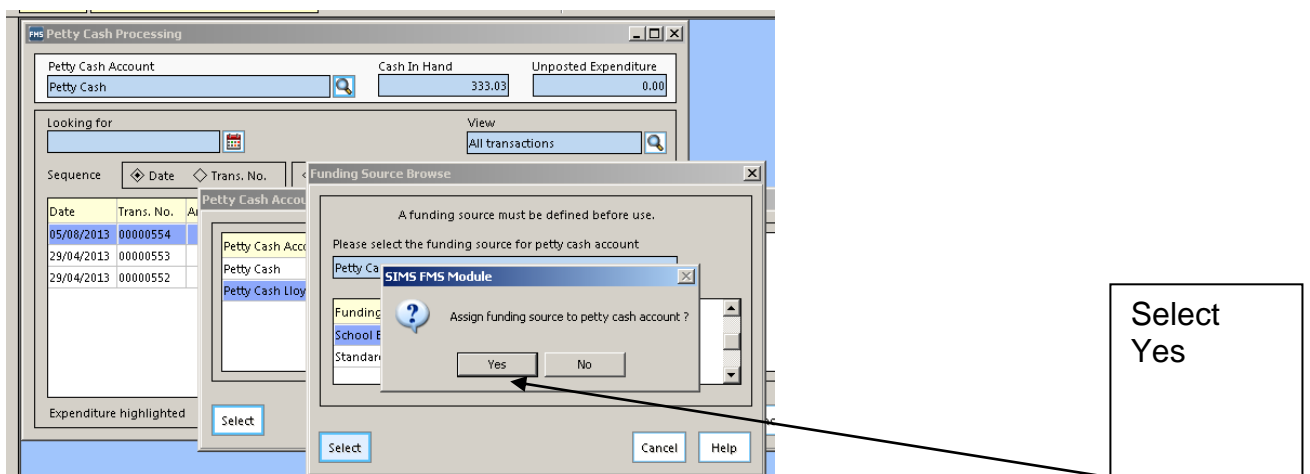 FMS Petty Cash Processing
Petty Cash Account Cash In Hand Unposted Expenditure
Petty Cash 333.03 0.00
Looking for View
All transactions
Sequence Date Trans. No.
Funding Source Browse
Date Trans. No.
05/08/2013 00000554
29/04/2013 00000553
29/04/2013 00000552
Expenditure highlighted
Petty Cash
Petty Cash
Petty Cash
Select
A funding source must be defined before use.
Please select the funding source for petty cash account
Petty
School
Select Cancel Help
SIMS FMS Module
Assign funding source to petty cash account ?
Yes No
Select
Yes